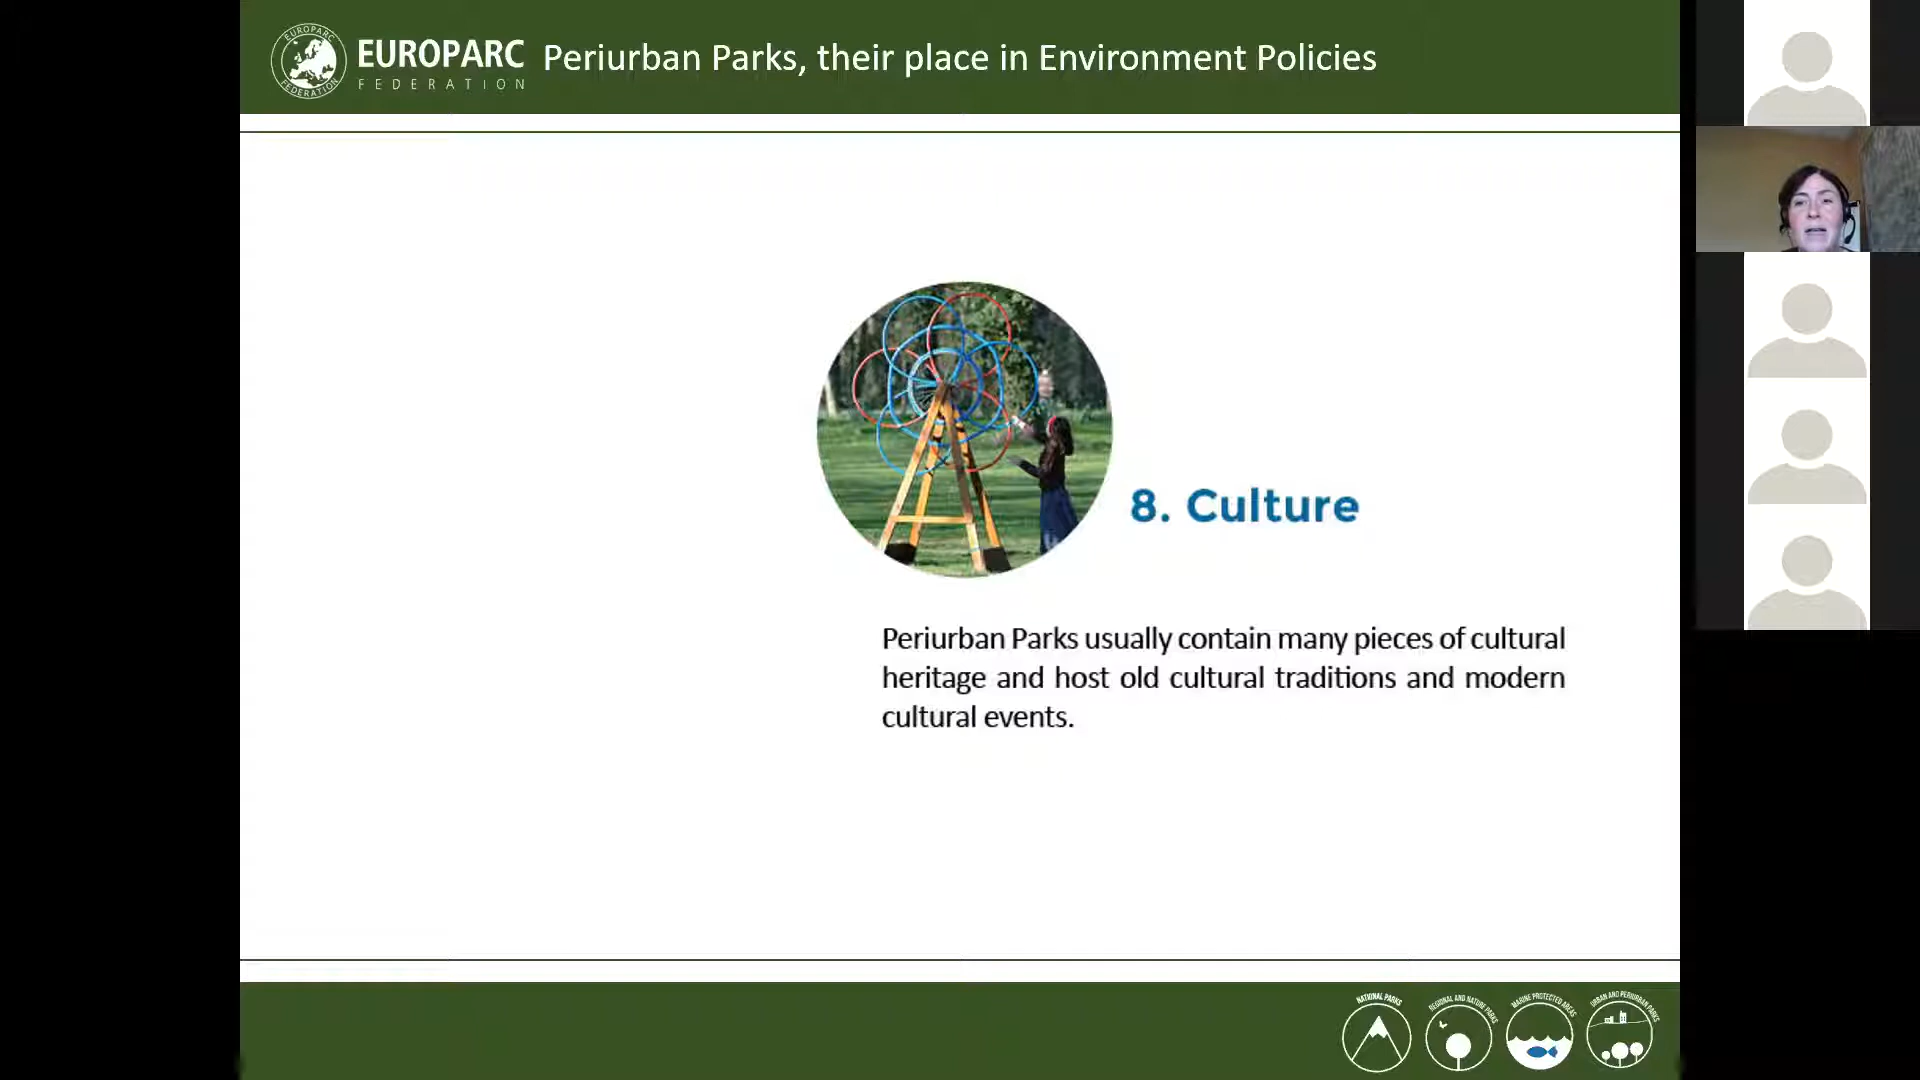 EUROPARC
FEDERATION
EUROPARC
FEDERATION
Periurban Parks, their place in Environment Policies
8. Culture
Periurban Parks usually contain many pieces of cultural
heritage and host old cultural traditions and modern
cultural events.
NATIONAL PARKS
REGIONAL AND NATURE PARKS
MARINE PROTECTED AREAS
URBAN AND PERIURBAN PARKS